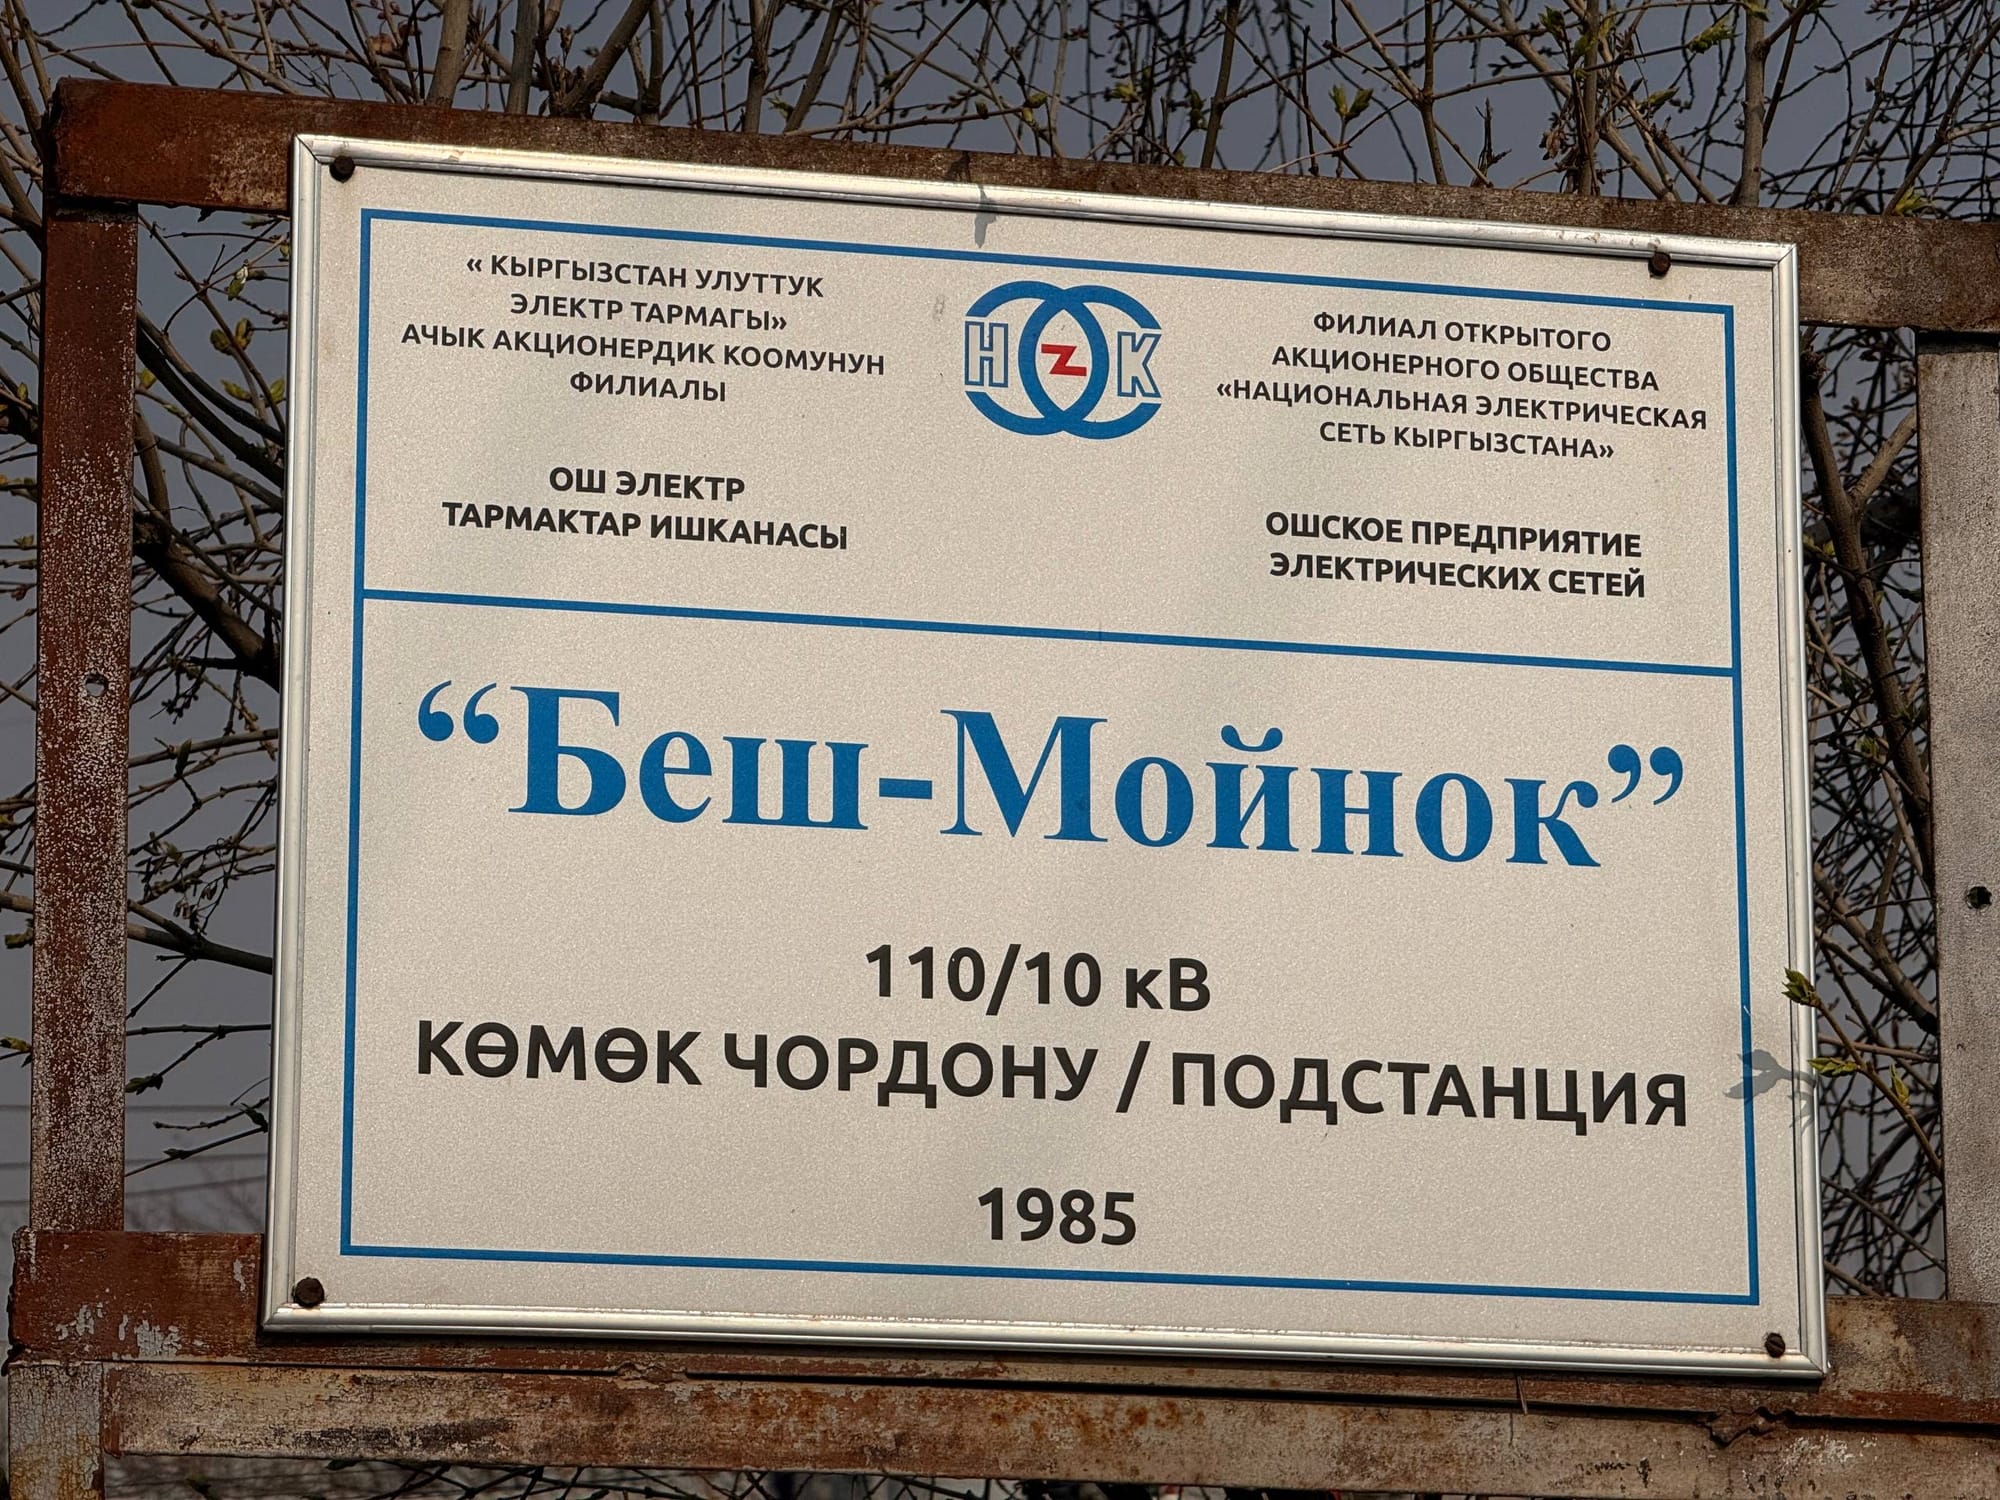 « КЫРГЫЗСТАН УЛУТТУК
ЭЛЕКТР ТАРМАГЫ»
АЧЫК АКЦИОНЕРДИК КООМУНУН
ФИЛИАЛЫ
ОШ ЭЛЕКТР
ТАРМАКТАР ИШКАНАСЫ
Н Э К
ФИЛИАЛ ОТКРЫТОГО
АКЦИОНЕРНОГО ОБЩЕСТВА
«НАЦИОНАЛЬНАЯ ЭЛЕКТРИЧЕСКАЯ
СЕТЬ КЫРГЫЗСТАНА»
ОШСКОЕ ПРЕДПРИЯТИЕ
ЭЛЕКТРИЧЕСКИХ СЕТЕЙ
“Беш-Мойнок”
110/10 кВ
КӨМӨК ЧОРДОНУ / ПОДСТАНЦИЯ
1985